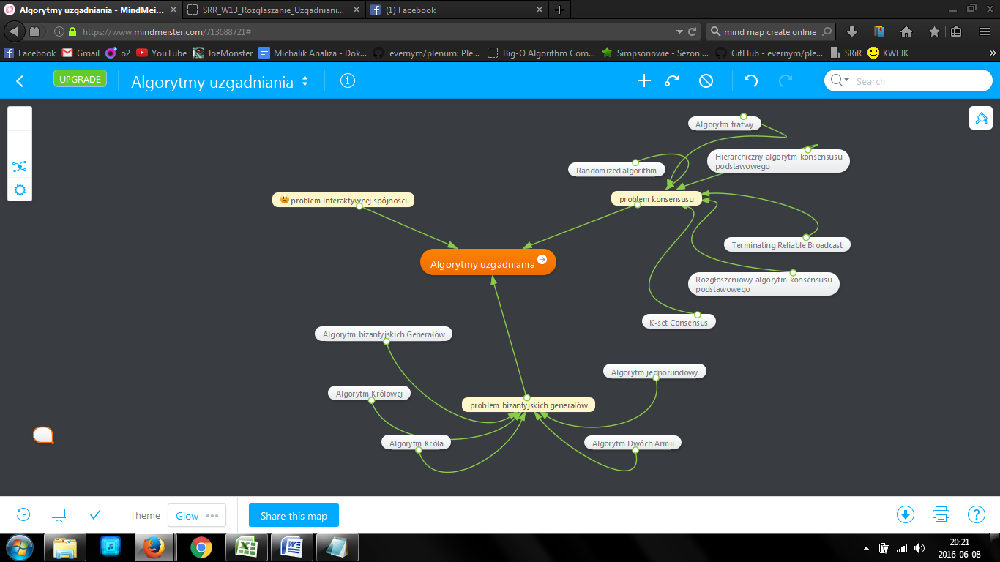 Algorytmy uzgadniania - MindMei...
SRR_W13_Rozglaszanie_Uzgadniani...
(1) Facebook
https://www.mindmeister.com/713688721#
mind map create onlnie
Facebook
Gmail
o2
YouTube
JoeMonster
Michalik Analiza - Dok...
evernym/plenum: Ple...
Big-O Algorithm Com...
Simpsonowie - Sezon ...
GitHub - evernym/ple...
SRiR
KWEJK
UPGRADE
Algorytmy uzgadniania
Search
Algorytm tratwy
Hierarchiczny algorytm konsensusu
podstawowego
Randomized algorithm
problem interaktywnej spójności
problem konsensusu
Terminating Reliable Broadcast
Algorytmy uzgadniania
Rozgłoszeniowy algorytm konsensusu
podstawowego
K-set Consensus
Algorytm bizantyjskich Generałów
Algorytm jednorundowy
Algorytm Królowej
problem bizantyjskich generałów
Algorytm Króla
Algorytm Dwóch Armii
Theme
Glow
Share this map
20:21
2016-06-08